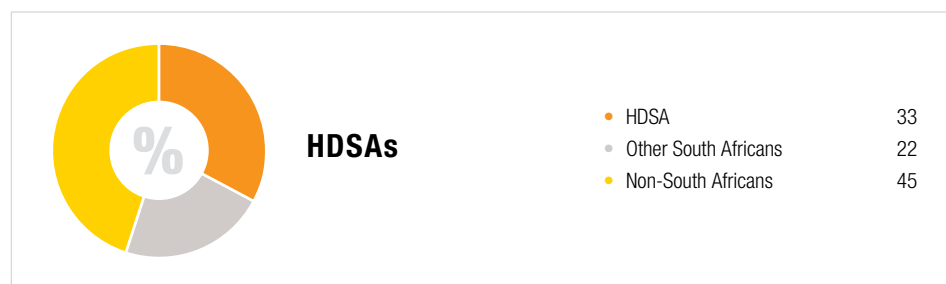 %
HDSAs
HDSA 33
Other South Africans 22
Non-South Africans 45